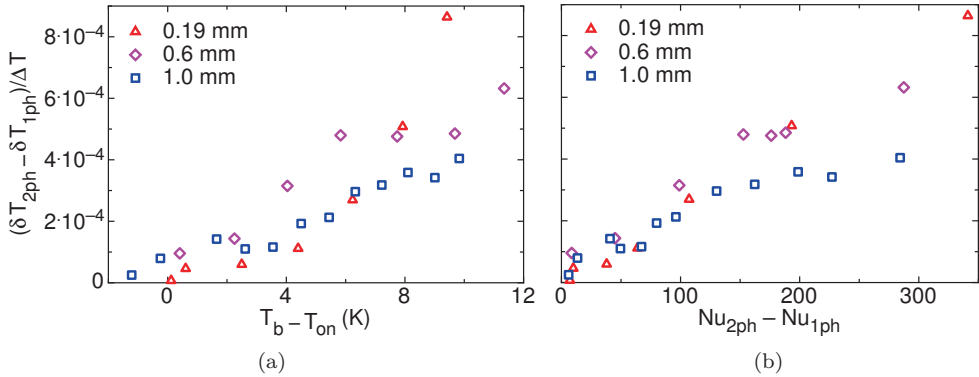 8·10⁻⁴
6·10⁻⁴
4·10⁻⁴
2·10⁻⁴
0
(δT₂ₚₕ – δT₁ₚₕ)/ΔT
0.19 mm
0.6 mm
1.0 mm
0 4 8 12
T_b – T_on (K)
(a)
0.19 mm
0.6 mm
1.0 mm
0 100 200 300
Nu₂ₚₕ – Nu₁ₚₕ
(b)